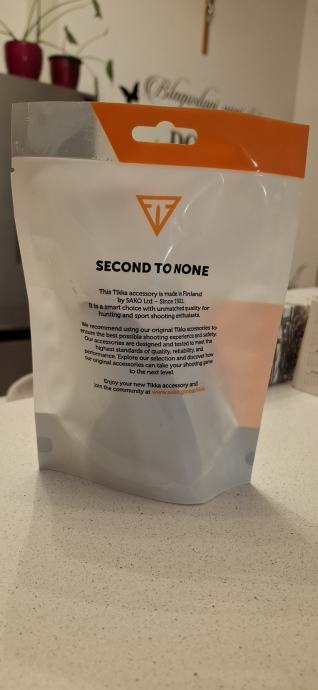 Blagoslovi
SECOND TO NONE
This Tikka accessory is made in Finland
by SAKO Ltd – Since 1921.
It is a smart choice with unmatched quality for
hunting and sport shooting enthusiasts.
We recommend using our original Tikka accessories to
ensure the best possible shooting experience and safety.
Our accessories are designed and tested to meet the
highest standards of quality, reliability, and
performance. Explore our selection and discover how
our original accessories can take your shooting game
to the next level.
Enjoy your new Tikka accessory and
join the community at